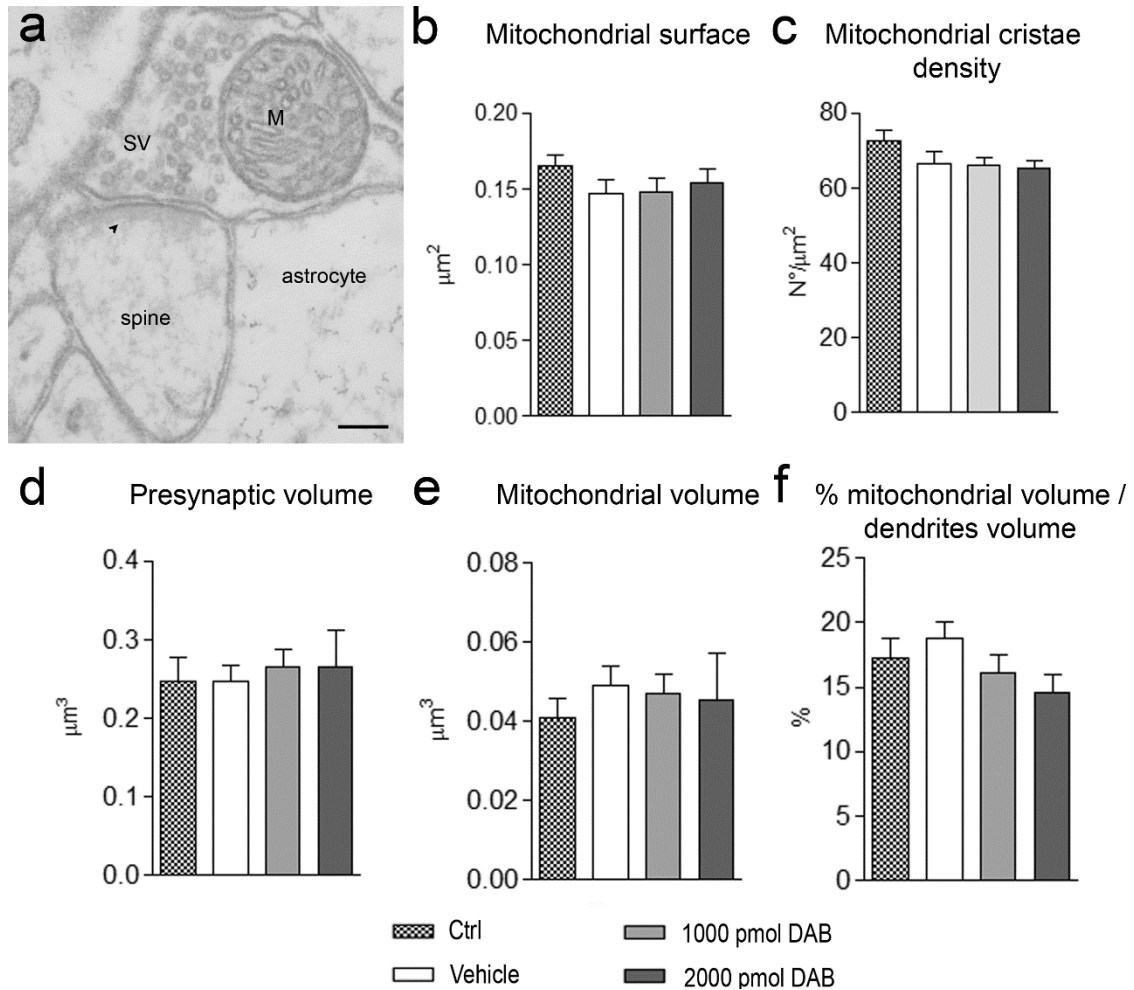 a
SV
M
spine
astrocyte
b
Mitochondrial surface
0.20
0.15
0.10
0.05
0.00
μm²
c
Mitochondrial cristae
density
80
60
40
20
0
N°/μm²
d
Presynaptic volume
0.4
0.3
0.2
0.1
0.0
μm³
e
Mitochondrial volume
0.08
0.06
0.04
0.02
0.00
μm³
f
% mitochondrial volume /
dendrites volume
25
20
15
10
5
0
%
Ctrl
Vehicle
1000 pmol DAB
2000 pmol DAB